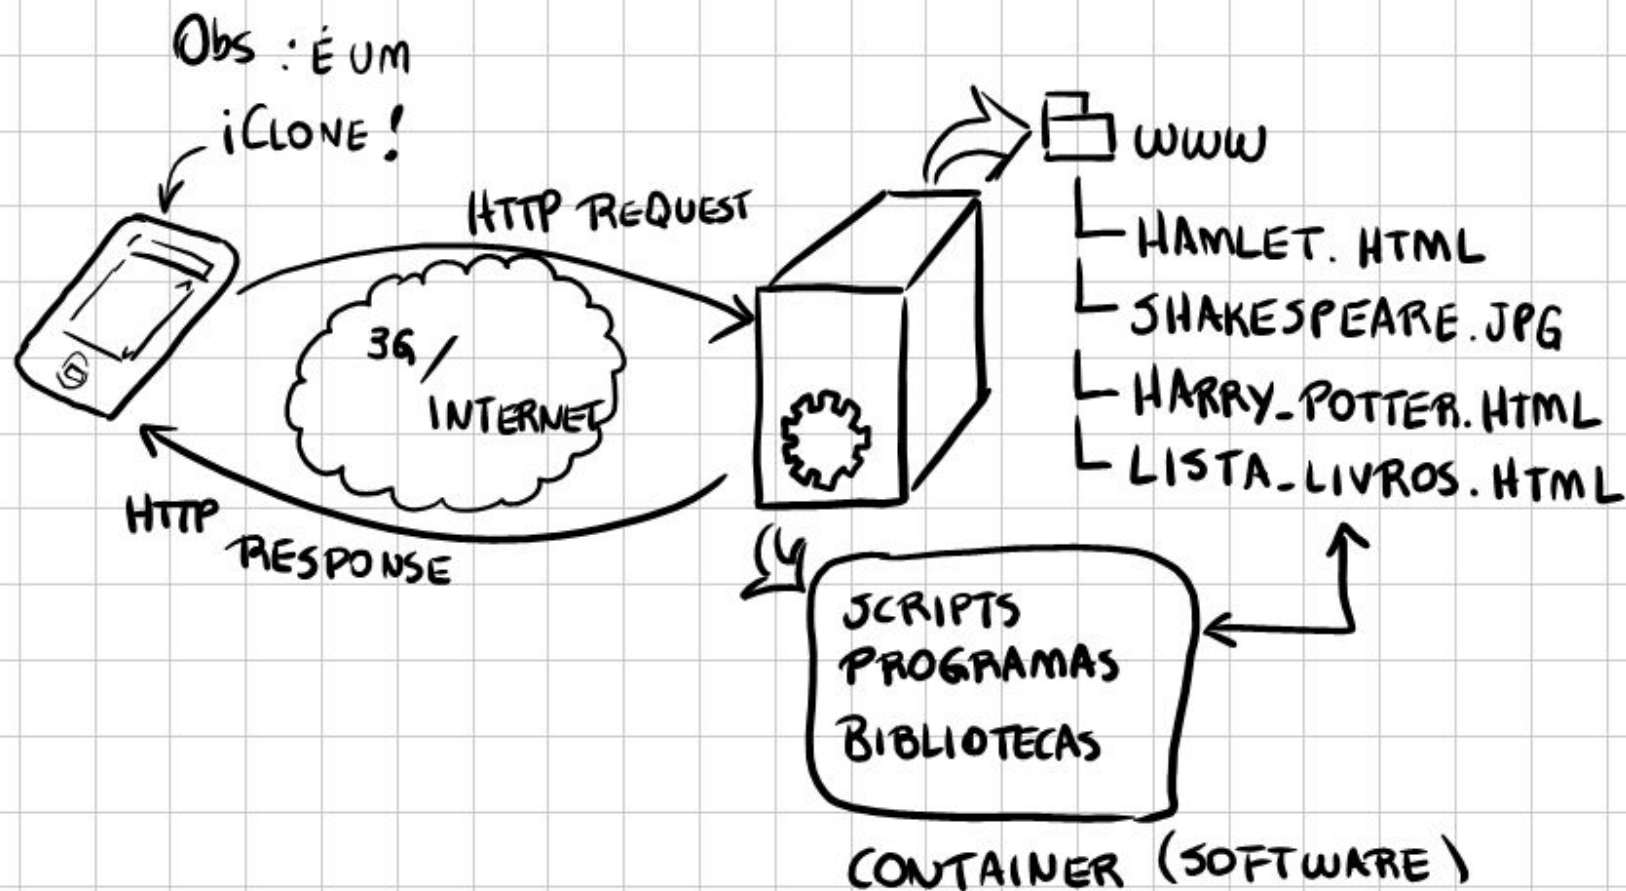 Obs : É UM
iCLONE!
HTTP REQUEST
3G/
INTERNET
HTTP
RESPONSE
WWW
HAMLET.HTML
SHAKESPEARE.JPG
HARRY_POTTER.HTML
LISTA_LIVROS.HTML
SCRIPTS
PROGRAMAS
BIBLIOTECAS
CONTAINER (SOFTWARE)